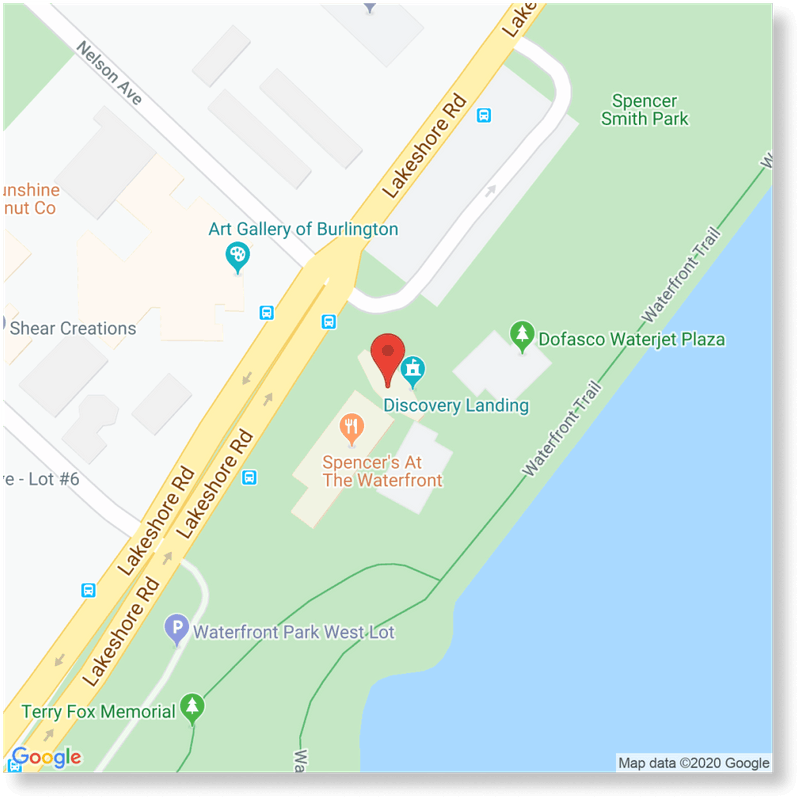 Lakeshore
Nelson Ave
Lakeshore Rd
Spencer
Smith Park
unshine
nut Co
Art Gallery of Burlington
Waterfront Trail
Shear Creations
Dofasco Waterjet Plaza
Discovery Landing
Waterfront Trail
Spencer's At
The Waterfront
ve - Lot #6
Lakeshore Rd
Lakeshore Rd
Lakeshore Rd
P
Waterfront Park West Lot
Terry Fox Memorial
Wa
Google
Map data ©2020 Google